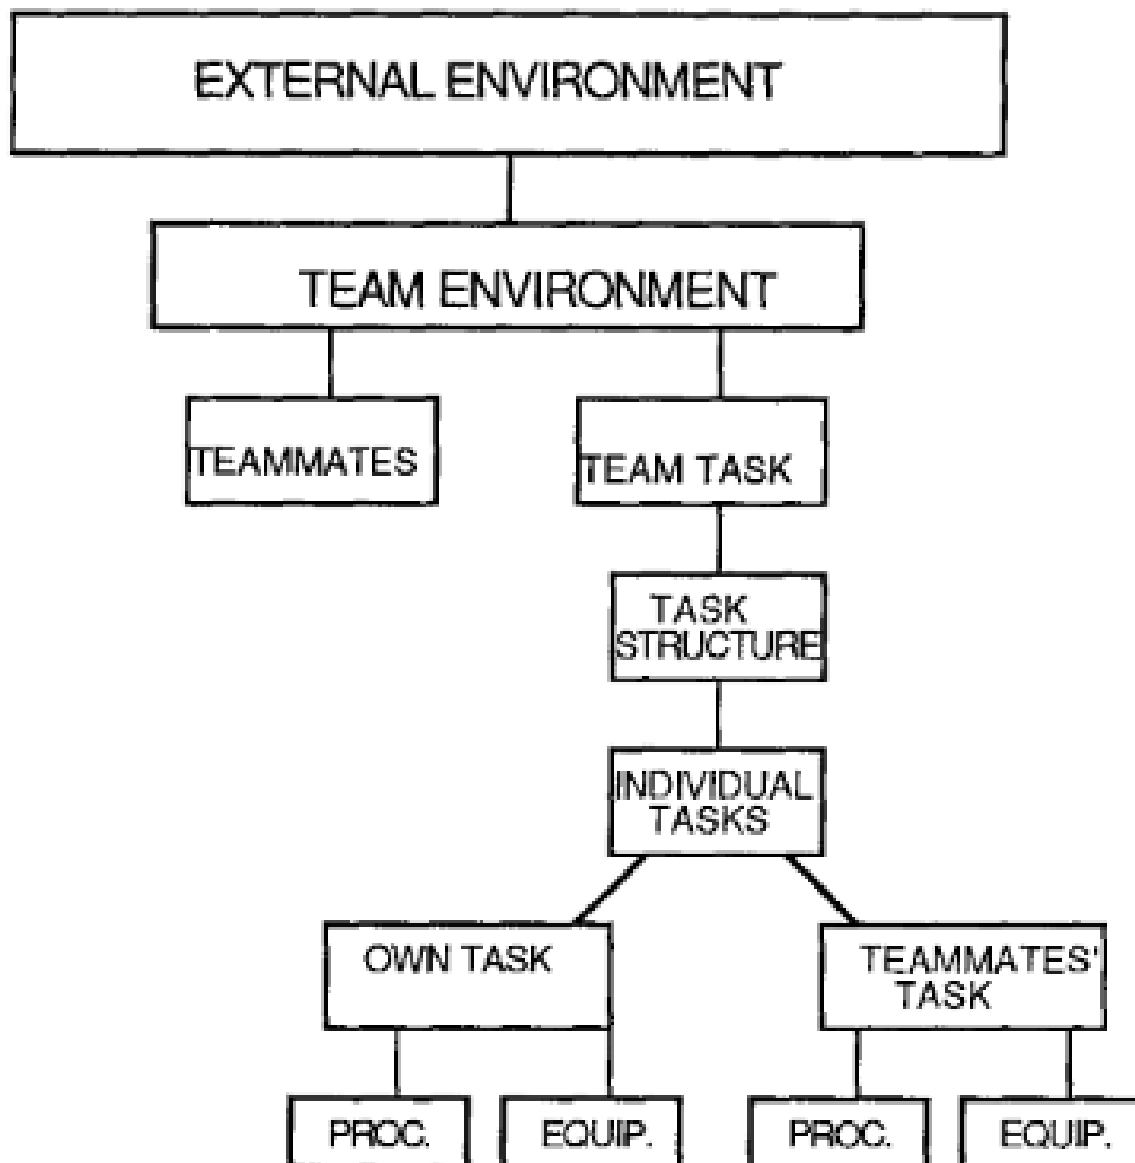 EXTERNAL ENVIRONMENT
TEAM ENVIRONMENT
TEAMMATES
TEAM TASK
TASK
STRUCTURE
INDIVIDUAL
TASKS
OWN TASK
TEAMMATES'
TASK
PROC.
EQUIP.
PROC.
EQUIP.